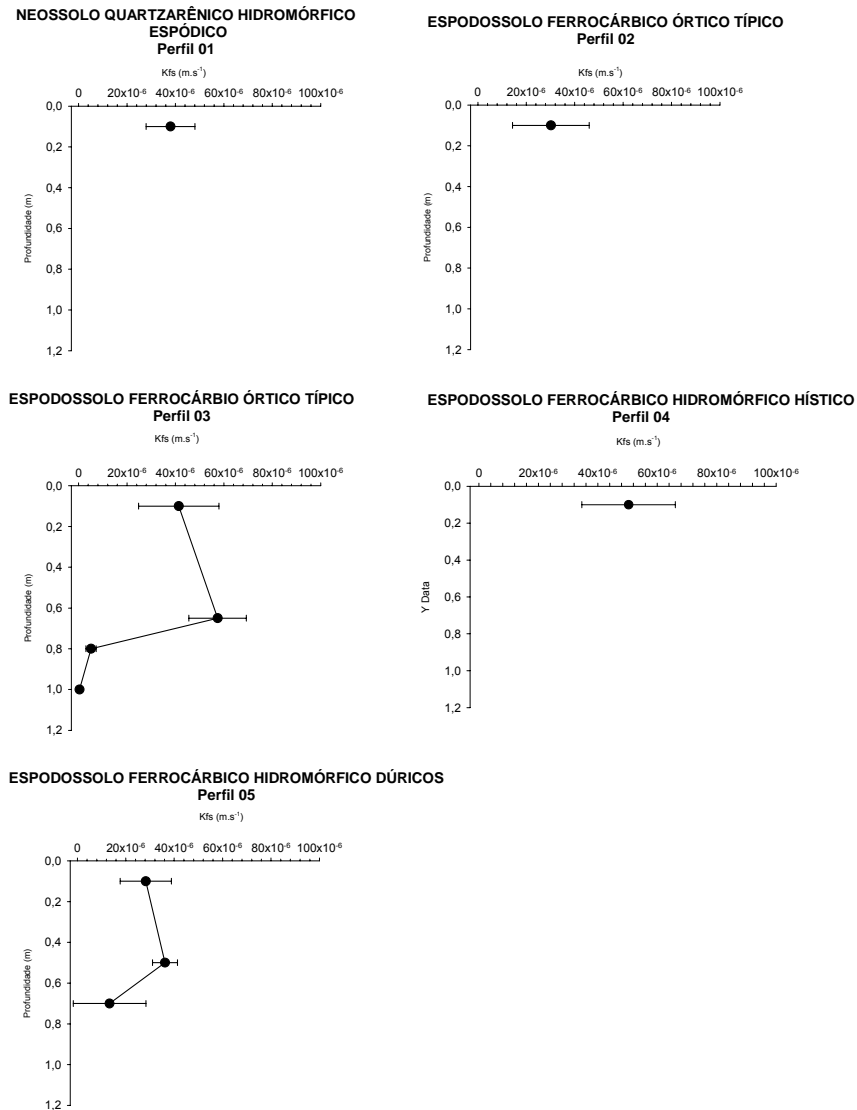 NEOSSOLO QUARTZARÊNICO HIDROMÓRFICO
ESPÓDICO
Perfil 01
Kfs (m.s-1)
0 20x10-6 40x10-6 60x10-6 80x10-6 100x10-6
0,0
0,2
0,4
0,6
0,8
1,0
1,2
Profundidade (m)
ESPODOSSOLO FERROCÁRBICO ÓRTICO TÍPICO
Perfil 02
Kfs (m.s-1)
0 20x10-6 40x10-6 60x10-6 80x10-6 100x10-6
0,0
0,2
0,4
0,6
0,8
1,0
1,2
Profundidade (m)
ESPODOSSOLO FERROCÁRBIO ÓRTICO TÍPICO
Perfil 03
Kfs (m.s-1)
0 20x10-6 40x10-6 60x10-6 80x10-6 100x10-6
0,0
0,2
0,4
0,6
0,8
1,0
1,2
Profundidade (m)
ESPODOSSOLO FERROCÁRBICO HIDROMÓRFICO HÍSTICO
Perfil 04
Kfs (m.s-1)
0 20x10-6 40x10-6 60x10-6 80x10-6 100x10-6
0,0
0,2
0,4
0,6
0,8
1,0
1,2
Y Data
ESPODOSSOLO FERROCÁRBICO HIDROMÓRFICO DÚRICOS
Perfil 05
Kfs (m.s-1)
0 20x10-6 40x10-6 60x10-6 80x10-6 100x10-6
0,0
0,2
0,4
0,6
0,8
1,0
1,2
Profundidade (m)